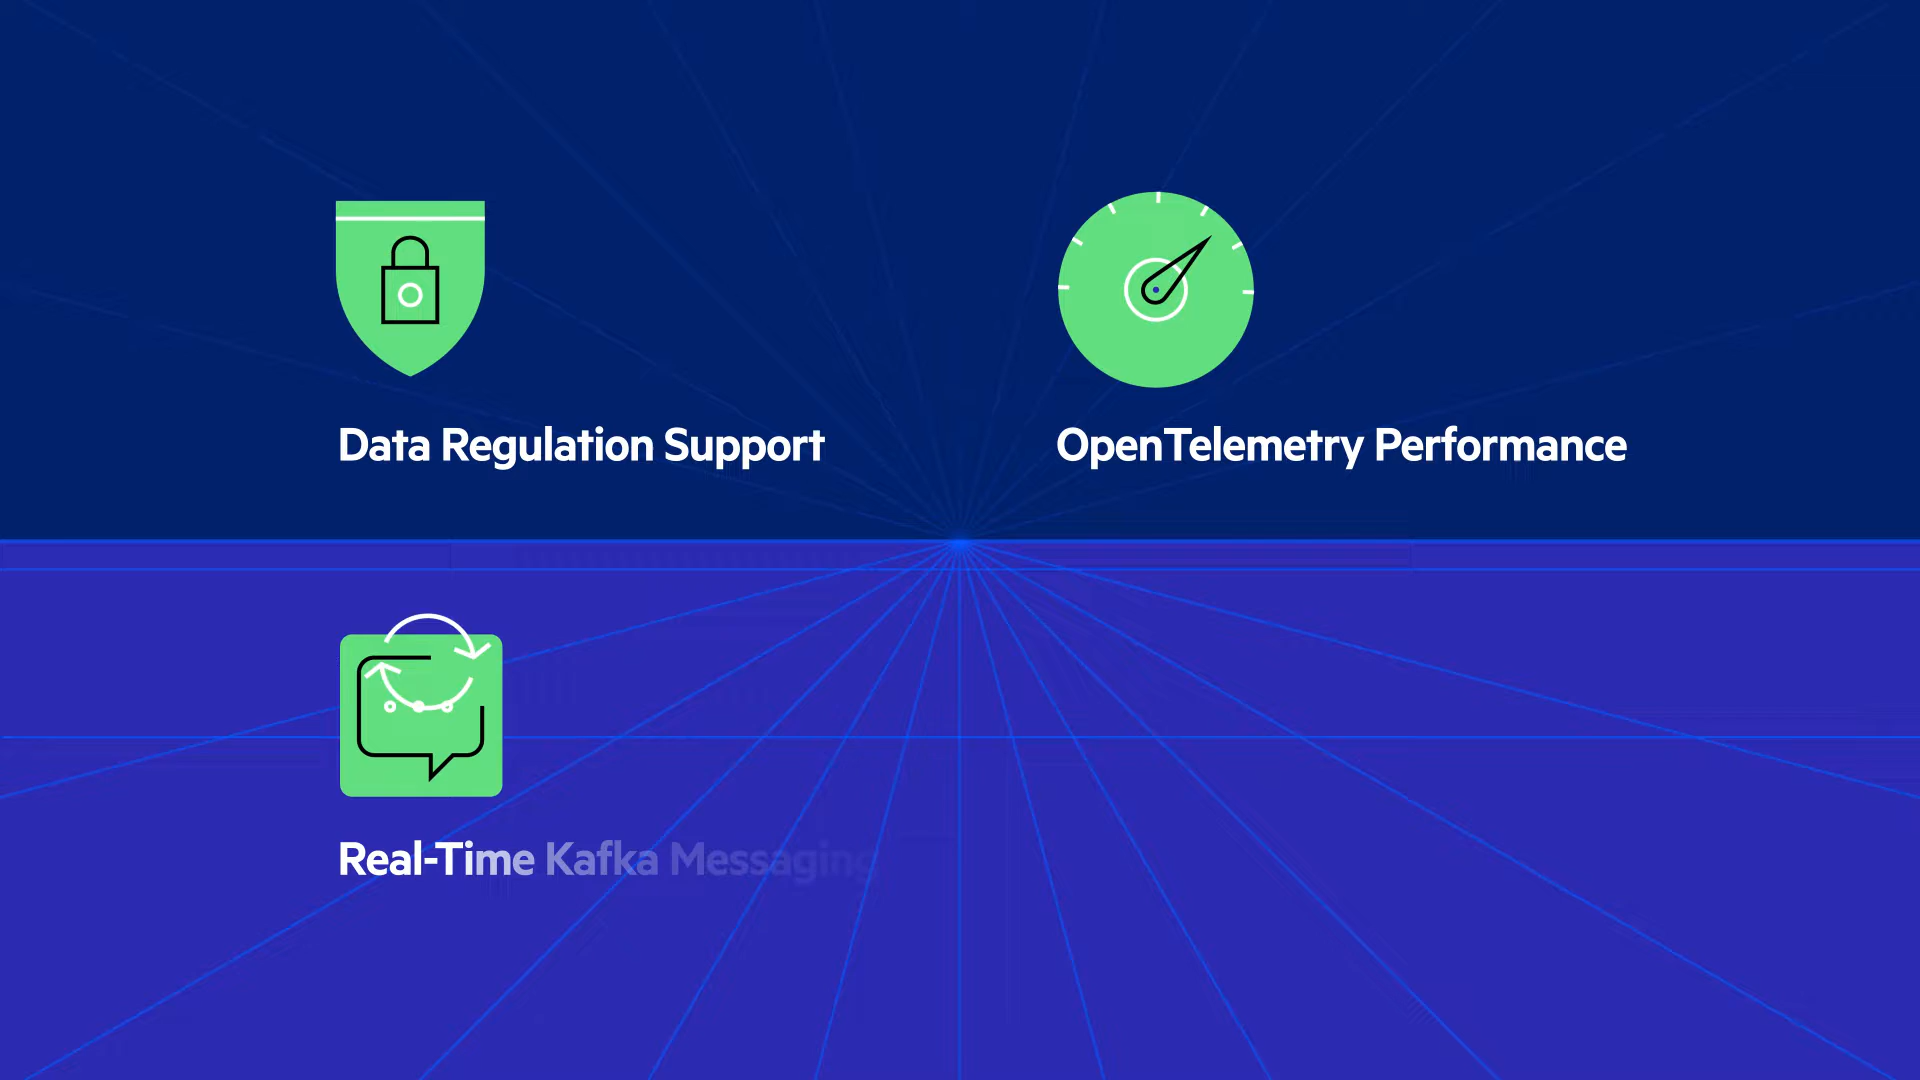 Data Regulation Support
OpenTelemetry Performance
Real-Time Kafka Messaging